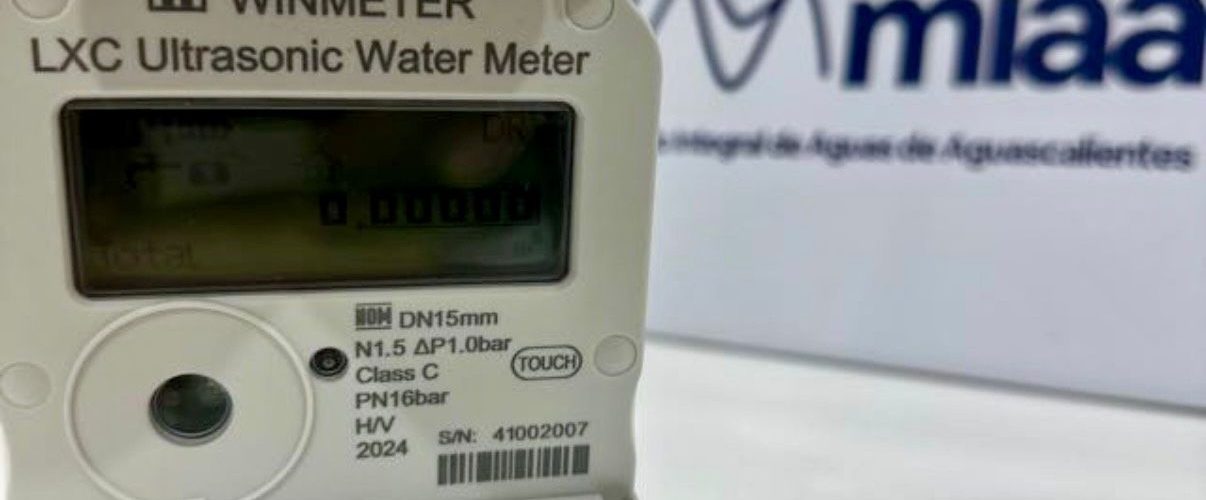 WINMETER
LXC Ultrasonic Water Meter
0.00000
Total
NOM DN15mm
N1.5 ΔP1.0bar
Class C
TOUCH
PN16bar
H/V
2024
S/N: 41002007
miaa
Integral de Aguas de Aguascalientes